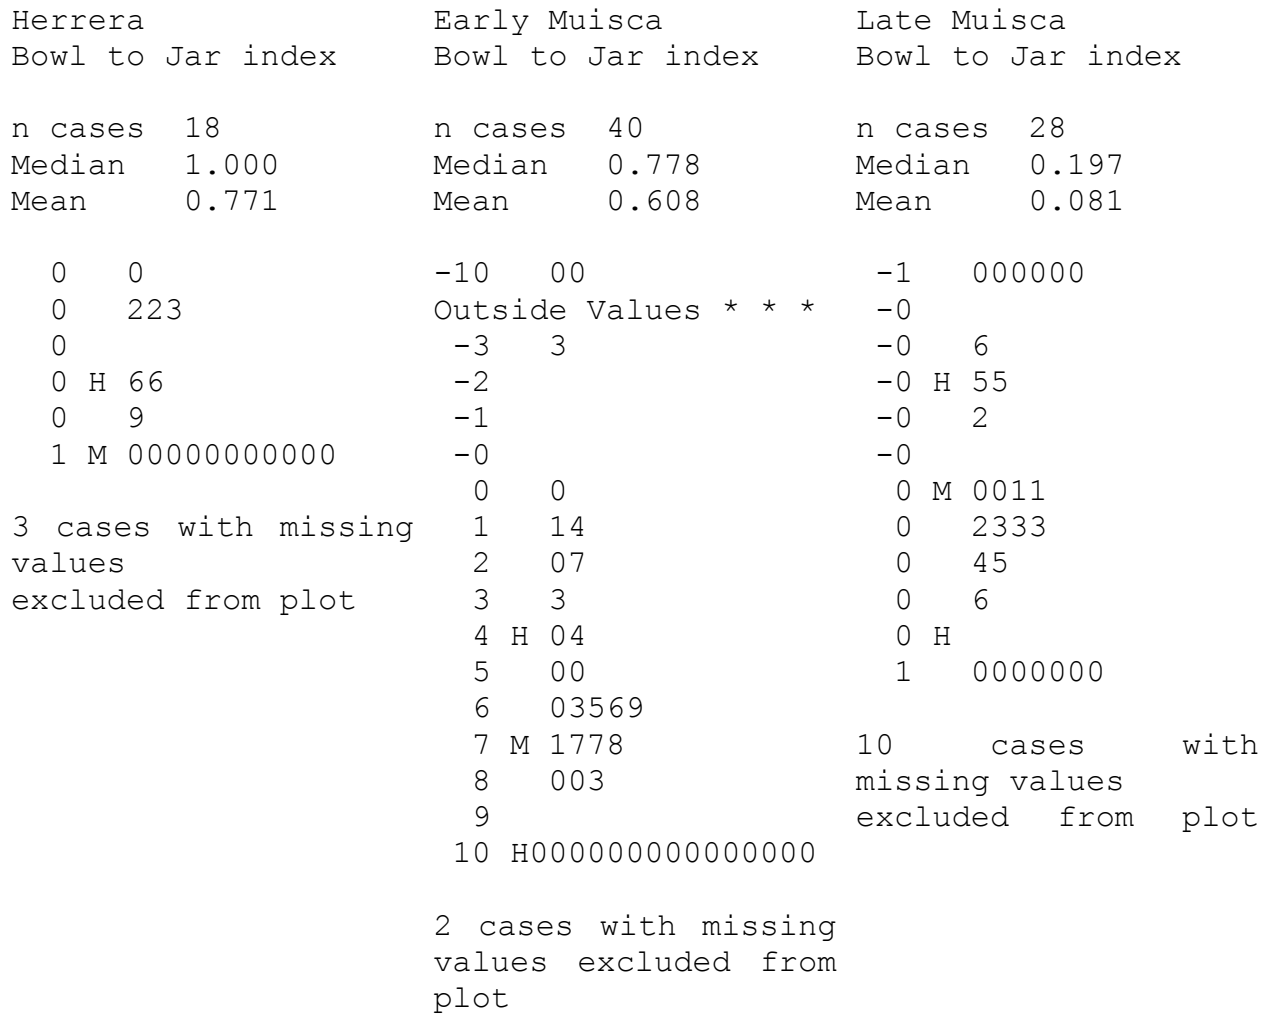 Herrera
Bowl to Jar index
n cases 18
Median 1.000
Mean 0.771
0 0
0 223
0
0 H 66
0 9
1 M 00000000000
3 cases with missing
values
excluded from plot
Early Muisca
Bowl to Jar index
n cases 40
Median 0.778
Mean 0.608
-10 00
Outside Values * * *
-3 3
-2
-1
-0
0 0
1 14
2 07
3 3
4 H 04
5 00
6 03569
7 M 1778
8 003
9
10 H000000000000000
2 cases with missing
values excluded from
plot
Late Muisca
Bowl to Jar index
n cases 28
Median 0.197
Mean 0.081
-1 000000
-0
-0 6
-0 H 55
-0 2
-0
0 M 0011
0 2333
0 45
0 6
0 H
1 0000000
10 cases with
missing values
excluded from plot